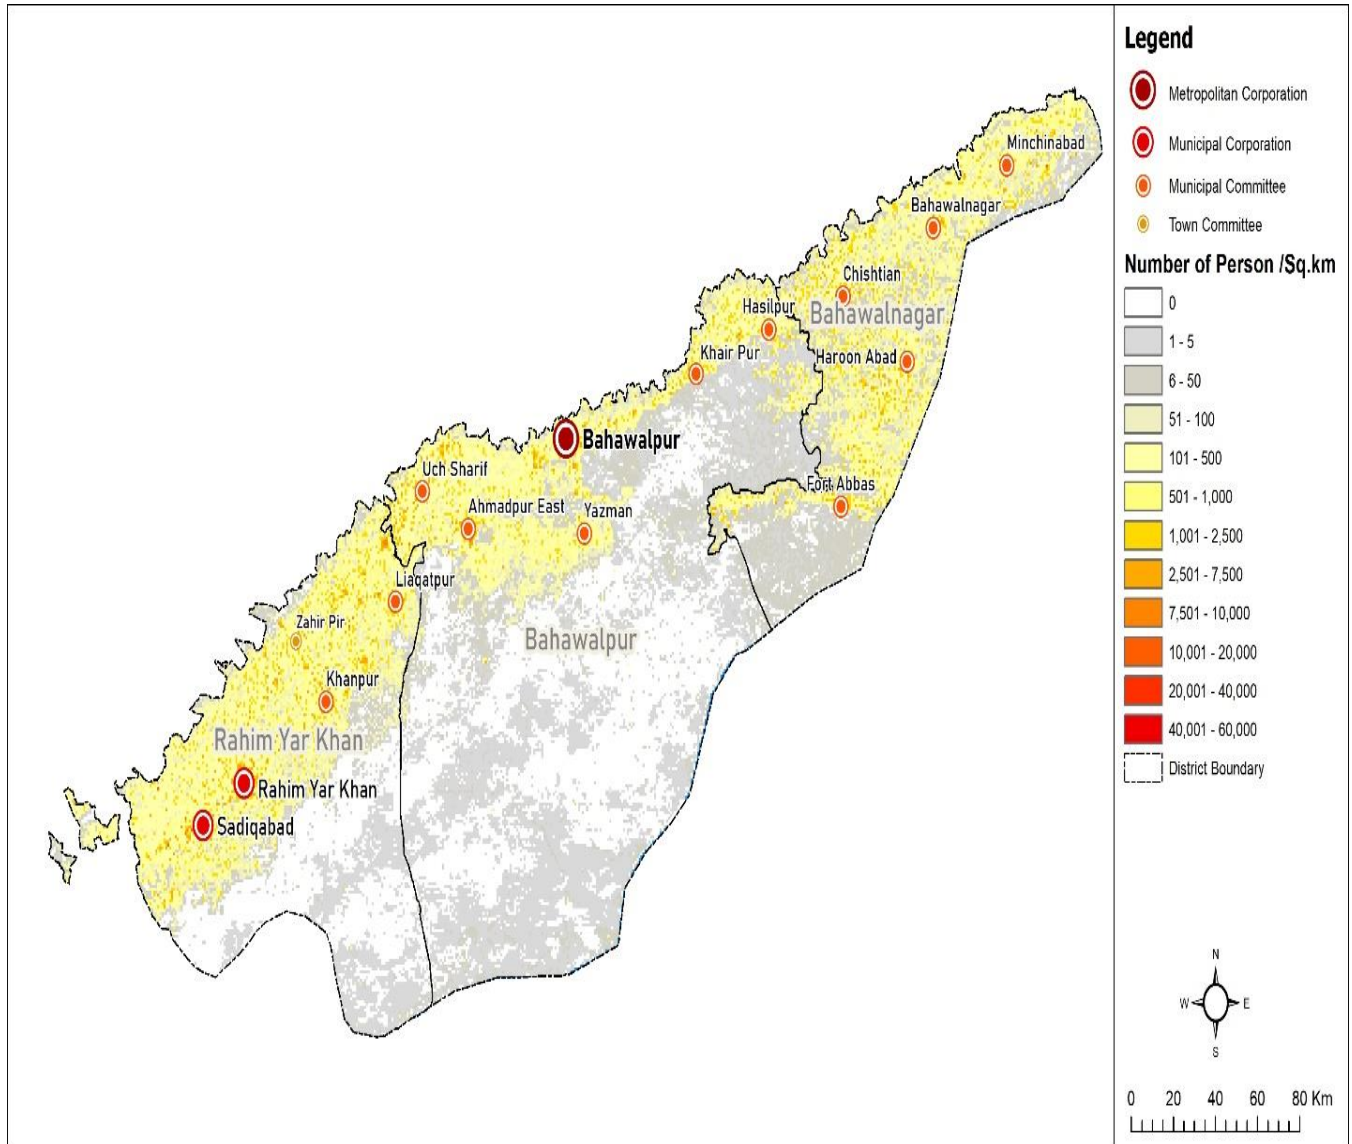 Legend
Metropolitan Corporation
Municipal Corporation
Municipal Committee
Town Committee
Number of Person /Sq.km
0
1 - 5
6 - 50
51 - 100
101 - 500
501 - 1,000
1,001 - 2,500
2,501 - 7,500
7,501 - 10,000
10,001 - 20,000
20,001 - 40,000
40,001 - 60,000
District Boundary
Minchinabad
Bahawalnagar
Chishtian
Bahawalnagar
Hasilpur
Haroon Abad
Khair Pur
Bahawalpur
Uch Sharif
Fort Abbas
Ahmadpur East
Yazman
Liaqatpur
Zahir Pir
Bahawalpur
Khanpur
Rahim Yar Khan
Rahim Yar Khan
Sadiqabad
N
W
E
S
0 20 40 60 80 Km